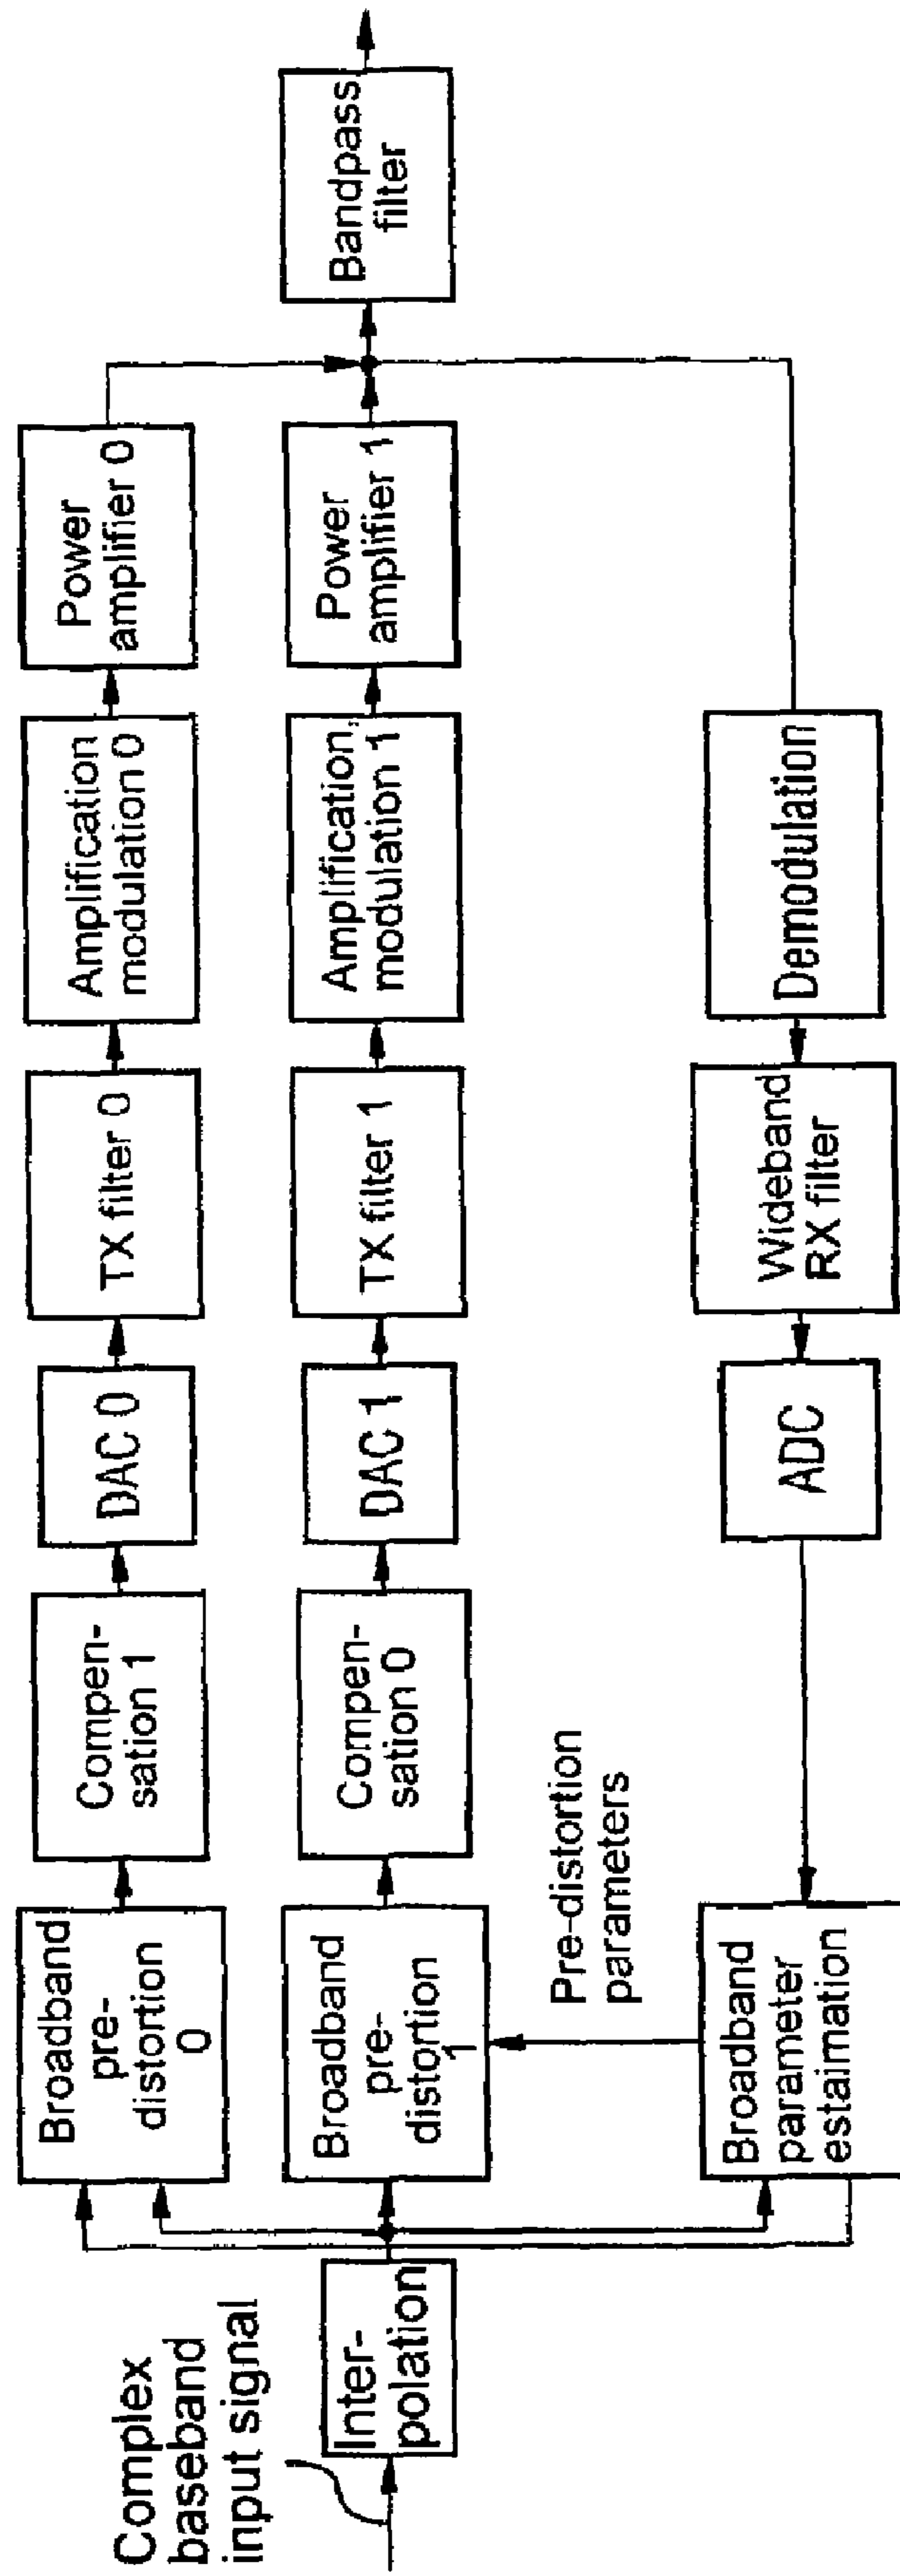 Complex
baseband
input signal
Inter-
polation
Broadband
pre-
distortion
0
Compen-
sation 1
DAC 0
TX filter 0
Amplification
modulation 0
Power
amplifier 0
Broadband
pre-
distortion
1
Compen-
sation 0
DAC 1
TX filter 1
Amplification,
modulation 1
Power
amplifier 1
Bandpass
filter
Pre-distortion
parameters
Broadband
parameter
estaimation
ADC
Wideband
RX filter
Demodulation